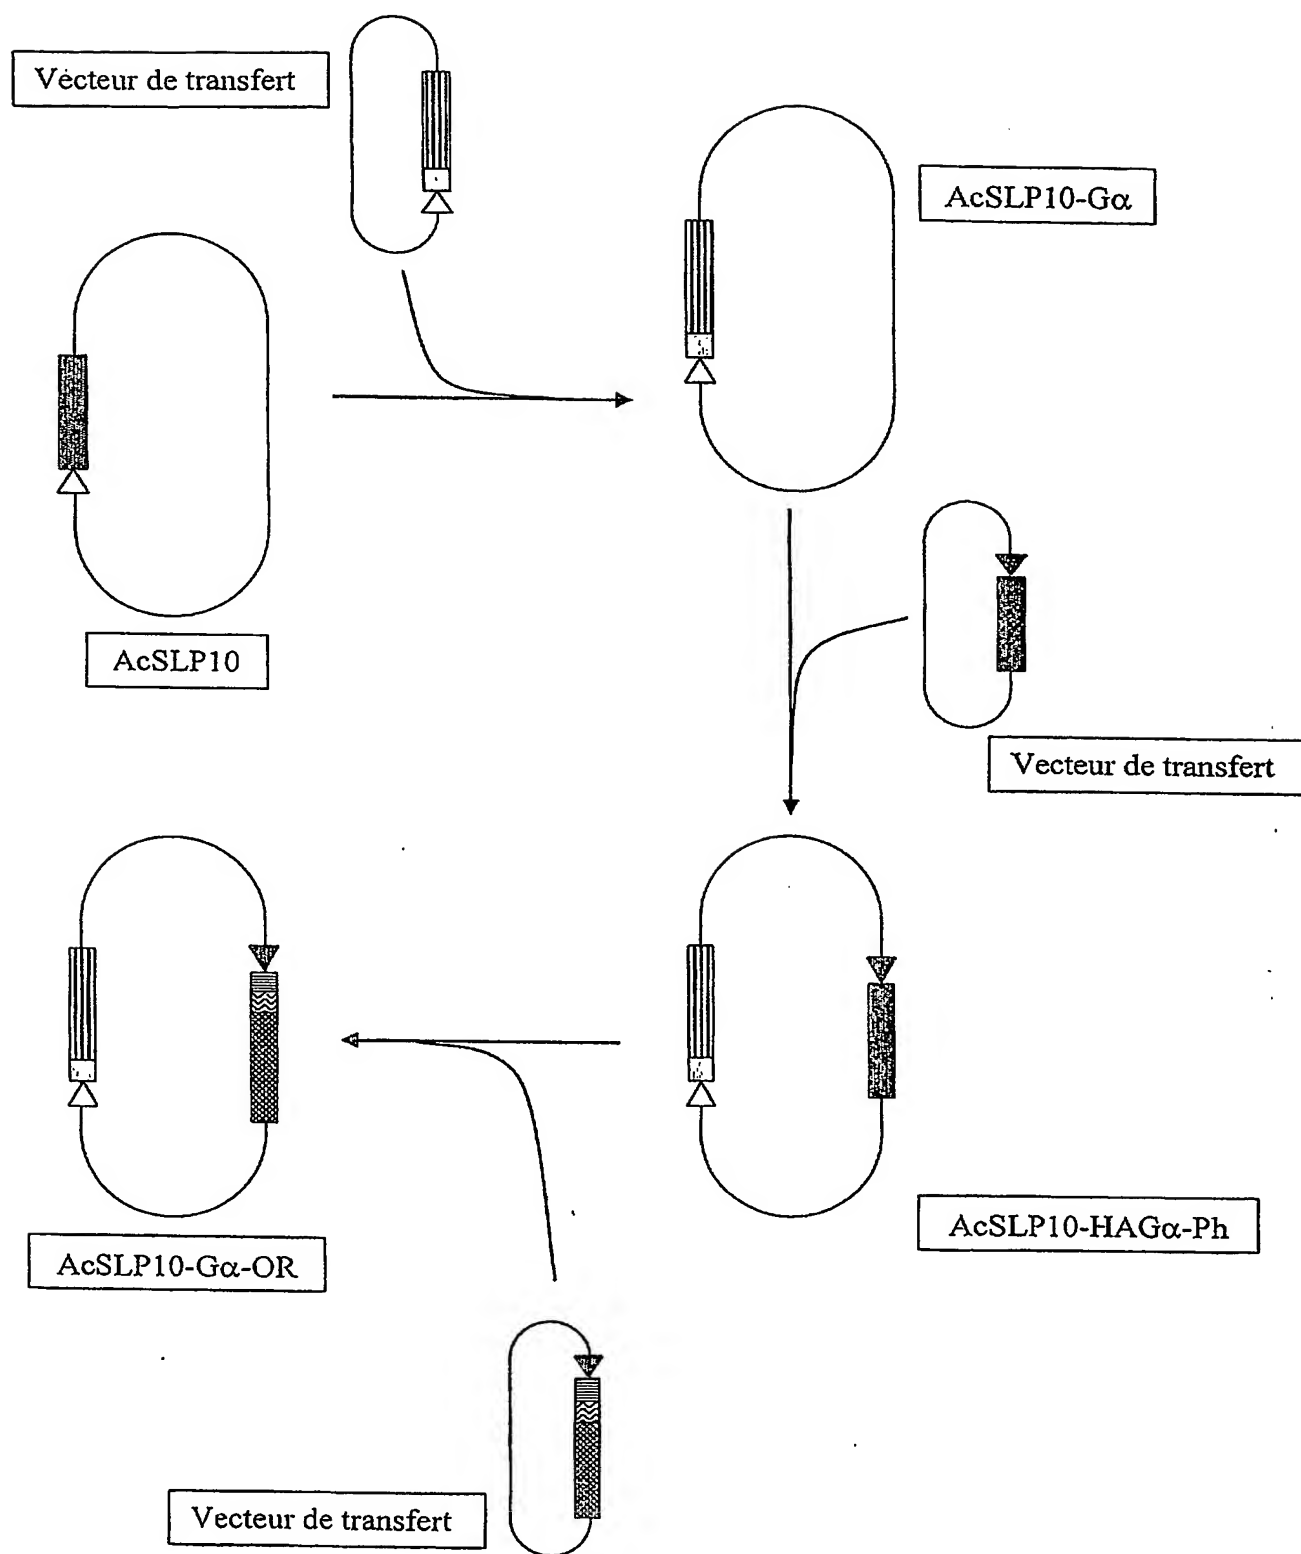 Vecteur de transfert
AcSLP10-Gα
AcSLP10
Vecteur de transfert
AcSLP10-HAGα-Ph
AcSLP10-Gα-OR
Vecteur de transfert